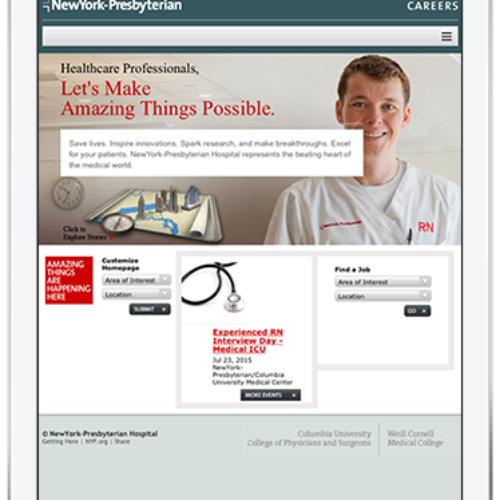 NewYork-Presbyterian
CAREERS
Healthcare Professionals,
Let's Make
Amazing Things Possible.
Save lives. Inspire innovations. Spark research, and make breakthroughs. Excel
for your patients. NewYork-Presbyterian Hospital represents the beating heart of
the medical world.
NewYork-Presbyterian
RN
Click to
Explore Stories
AMAZING
THINGS
ARE
HAPPENING
HERE
Customize
Homepage
Area of Interest
Location
SUBMIT
Experienced RN
Interview Day -
Medical ICU
Jul 23, 2015
NewYork-
Presbyterian/Columbia
University Medical Center
MORE EVENTS
Find a Job
Area of Interest
Location
GO
© NewYork-Presbyterian Hospital
Getting Here | NYP.org | Share
Columbia University
College of Physicians and Surgeons
Weill Cornell
Medical College